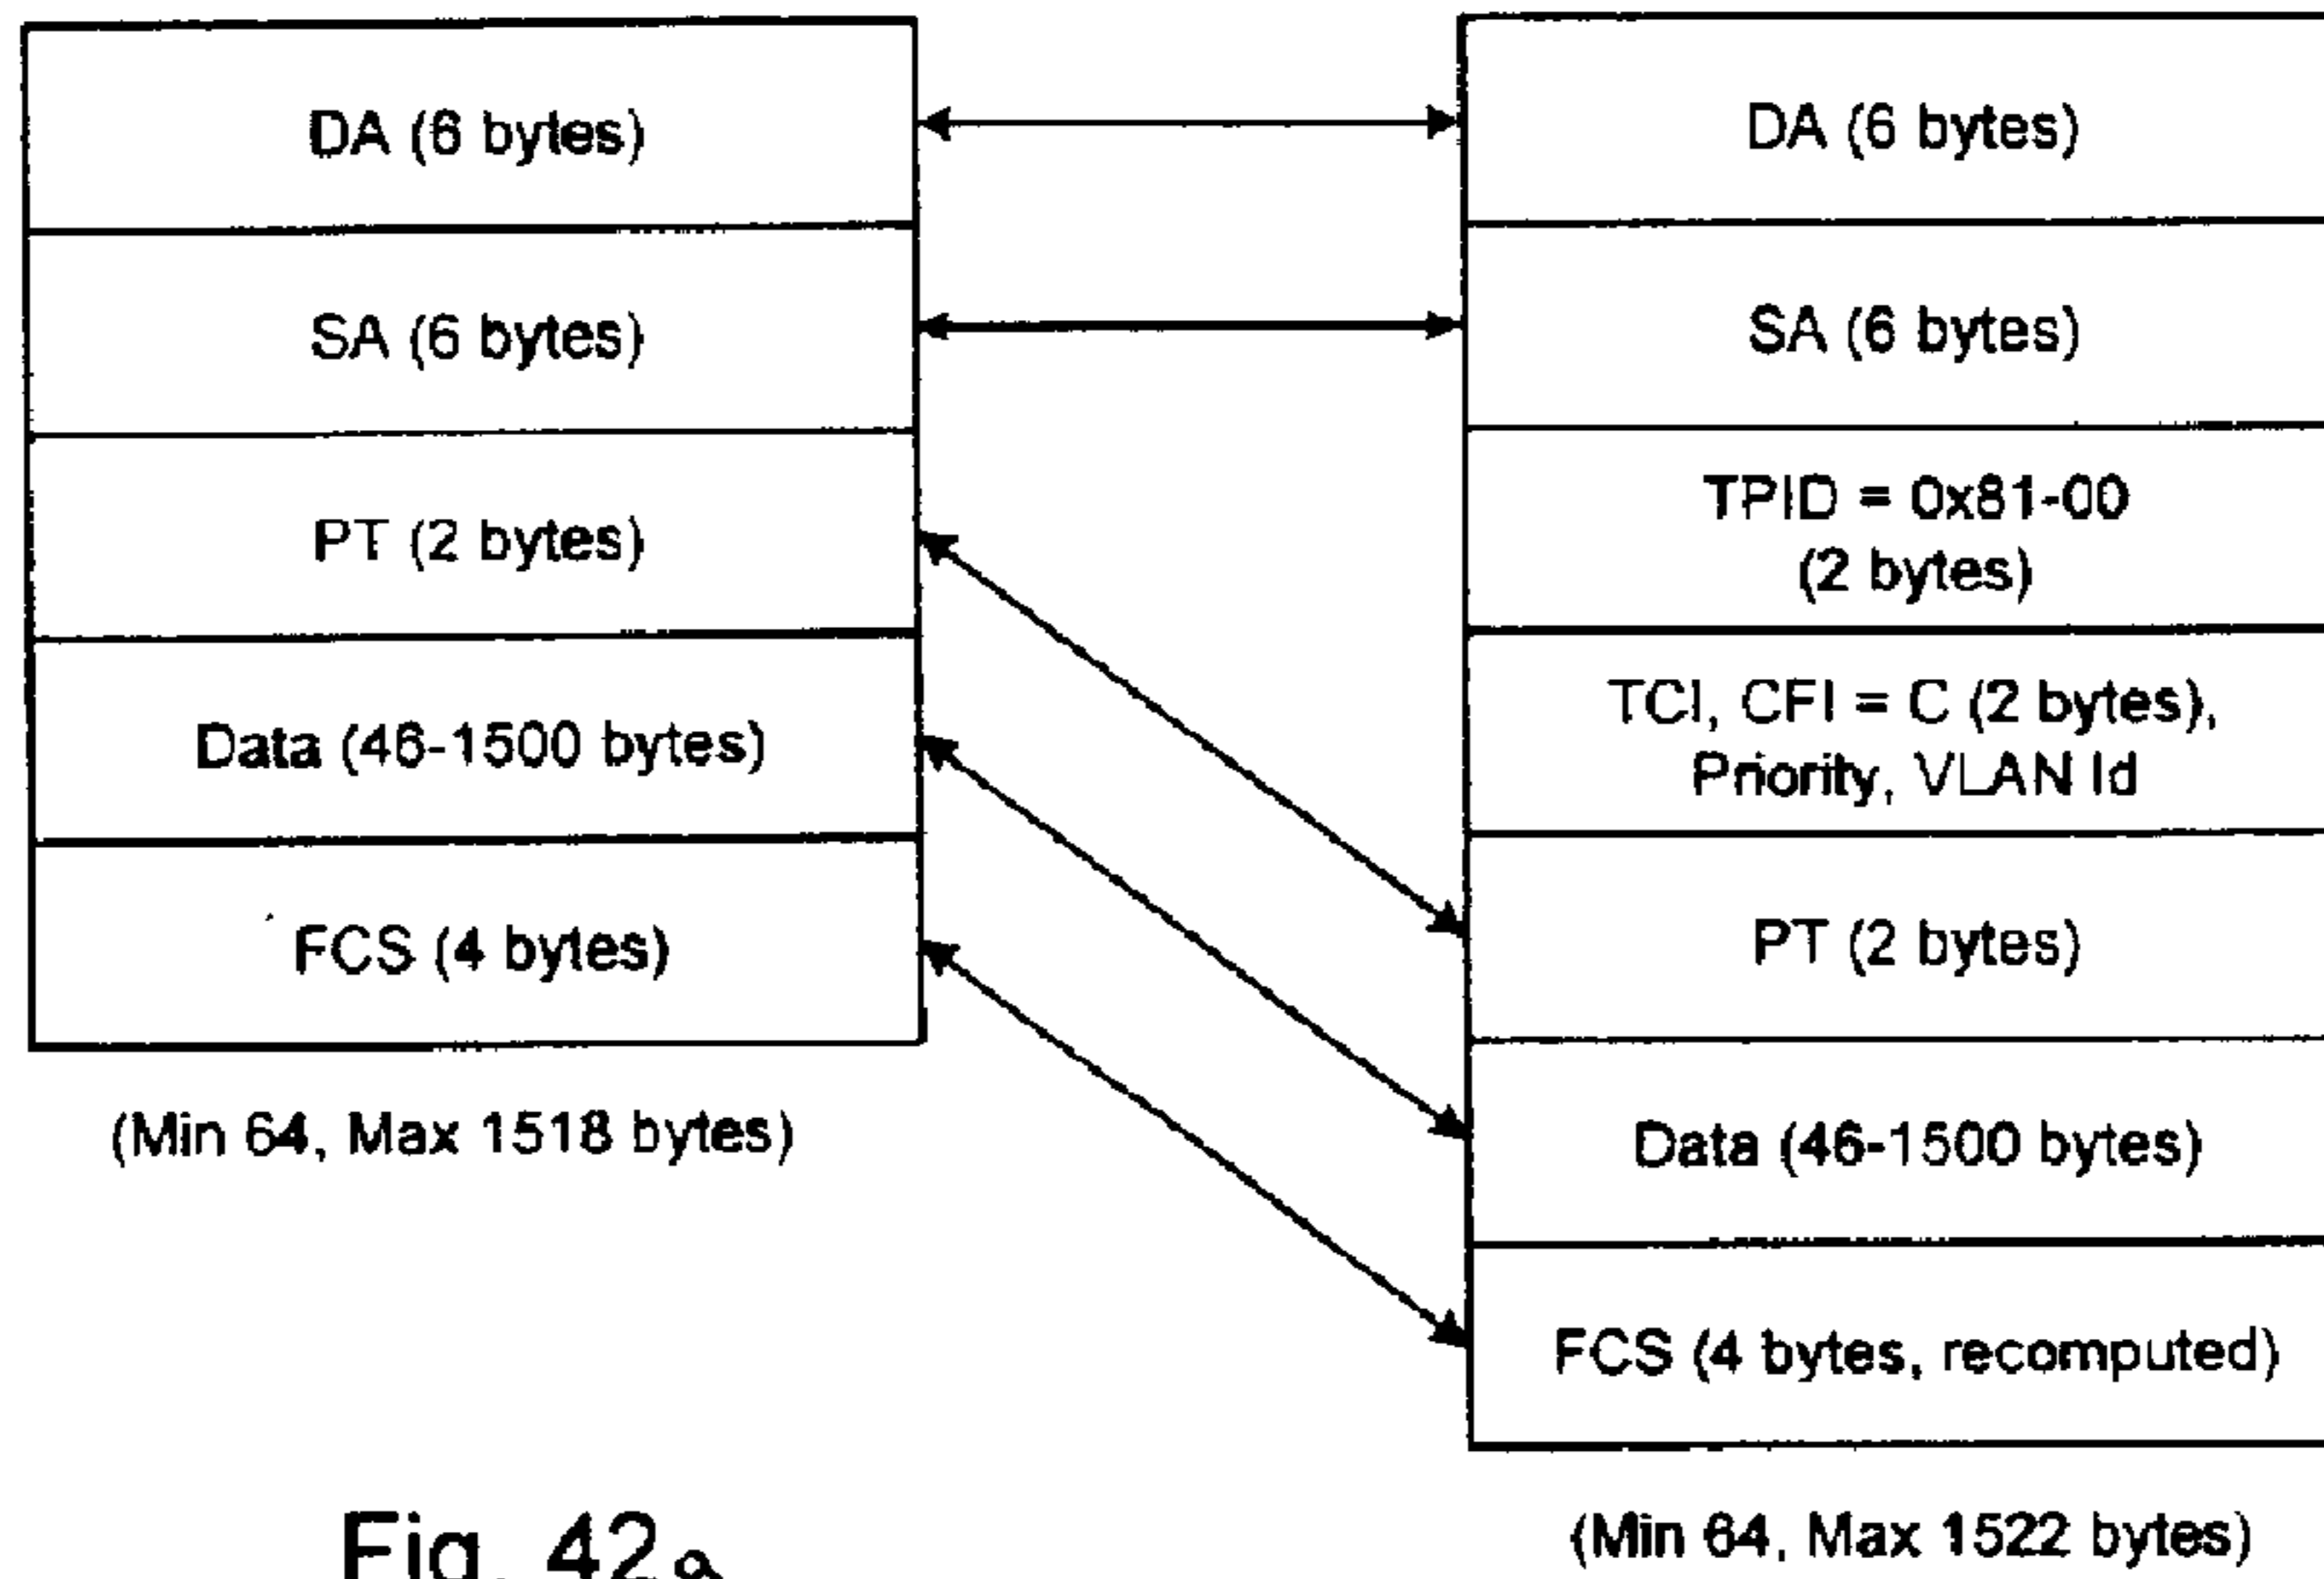 DA (6 bytes)
SA (6 bytes)
PT (2 bytes)
Data (46-1500 bytes)
FCS (4 bytes)
(Min 64, Max 1518 bytes)
DA (6 bytes)
SA (6 bytes)
TPID = 0x81-00
(2 bytes)
TCI, CFI = C (2 bytes),
Priority, VLAN Id
PT (2 bytes)
Data (46-1500 bytes)
FCS (4 bytes, recomputed)
(Min 64, Max 1522 bytes)
Fig. 42a